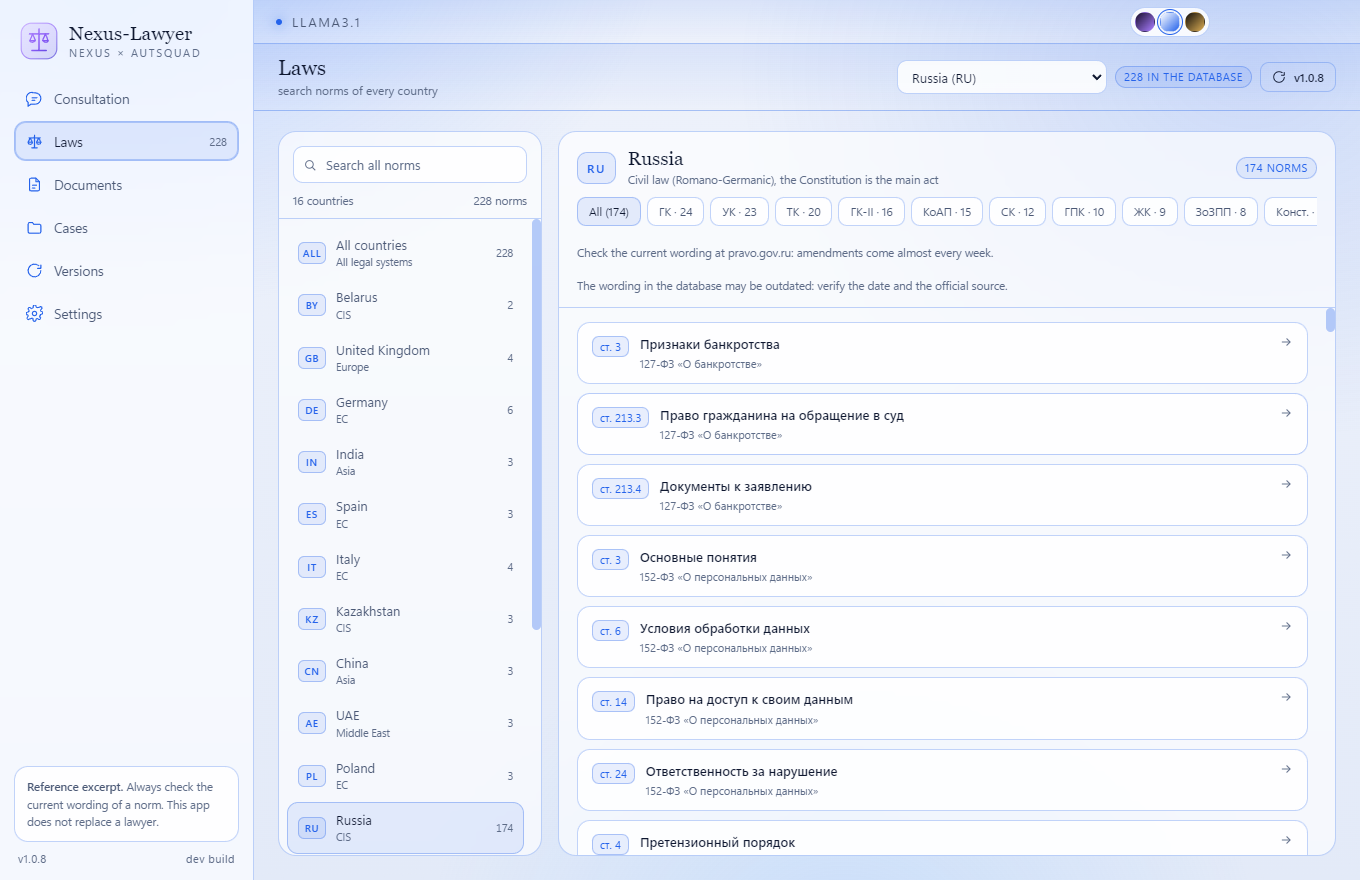 Nexus-Lawyer
NEXUS × AUTSQUAD
Consultation
Laws 228
Documents
Cases
Versions
Settings
Reference excerpt. Always check the
current wording of a norm. This app
does not replace a lawyer.
v1.0.8 dev build
LLAMA3.1
Laws
search norms of every country
Russia (RU)
228 IN THE DATABASE
v1.0.8
Search all norms
16 countries 228 norms
ALL All countries 228
All legal systems
BY Belarus 2
CIS
GB United Kingdom 4
Europe
DE Germany 6
EC
IN India 3
Asia
ES Spain 3
EC
IT Italy 4
EC
KZ Kazakhstan 3
CIS
CN China 3
Asia
AE UAE 3
Middle East
PL Poland 3
EC
RU Russia 174
CIS
RU Russia
Civil law (Romano-Germanic), the Constitution is the main act
174 NORMS
All (174) ГК · 24 УК · 23 ТК · 20 ГК-II · 16 КоАП · 15 СК · 12 ГПК · 10 ЖК · 9 ЗоЗПП · 8 Конст. ·
Check the current wording at pravo.gov.ru: amendments come almost every week.
The wording in the database may be outdated: verify the date and the official source.
ст. 3 Признаки банкротства
127-ФЗ «О банкротстве»
ст. 213.3 Право гражданина на обращение в суд
127-ФЗ «О банкротстве»
ст. 213.4 Документы к заявлению
127-ФЗ «О банкротстве»
ст. 3 Основные понятия
152-ФЗ «О персональных данных»
ст. 6 Условия обработки данных
152-ФЗ «О персональных данных»
ст. 14 Право на доступ к своим данным
152-ФЗ «О персональных данных»
ст. 24 Ответственность за нарушение
152-ФЗ «О персональных данных»
ст. 4 Претензионный порядок